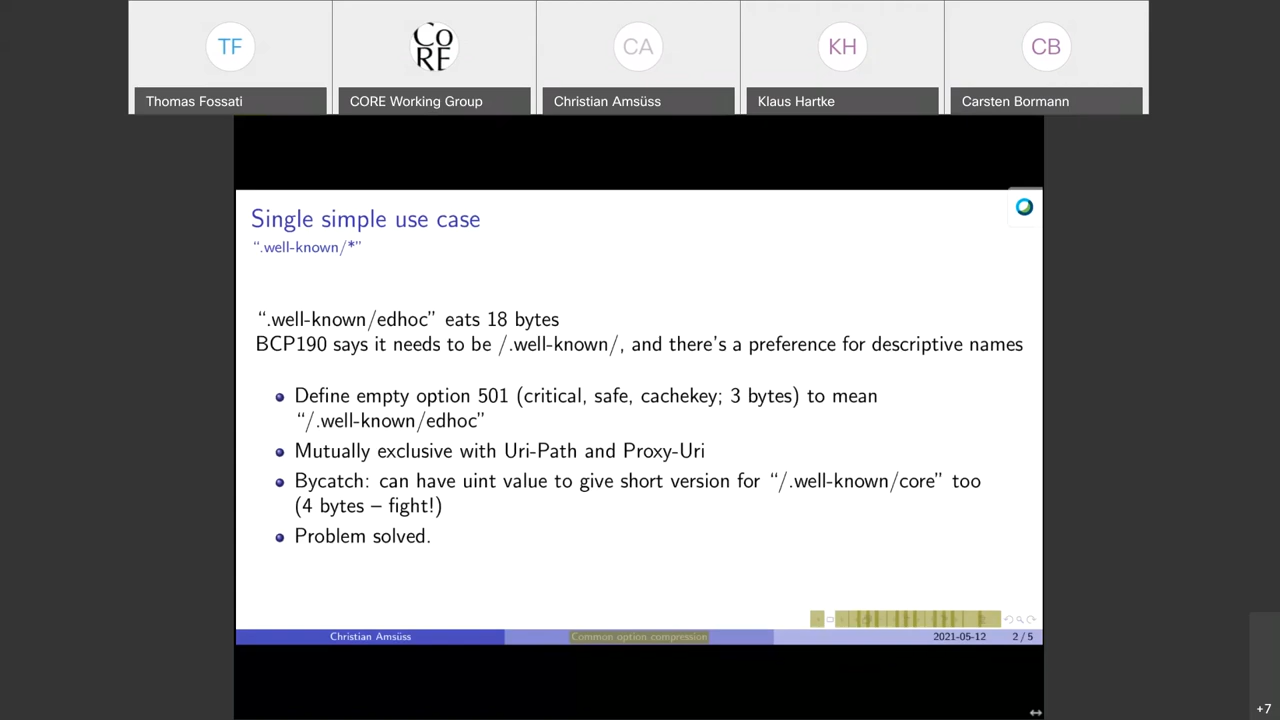 TF
CORE
CA
KH
CB
Thomas Fossati
CORE Working Group
Christian Amsüss
Klaus Hartke
Carsten Bormann
Single simple use case
“.well-known/*”
“.well-known/edhoc” eats 18 bytes
BCP190 says it needs to be /.well-known/, and there’s a preference for descriptive names
Define empty option 501 (critical, safe, cachekey; 3 bytes) to mean
“/.well-known/edhoc”
Mutually exclusive with Uri-Path and Proxy-Uri
Bycatch: can have uint value to give short version for “/.well-known/core” too
(4 bytes – fight!)
Problem solved.
Christian Amsüss
Common option compression
2021-05-12
2 / 5
+7